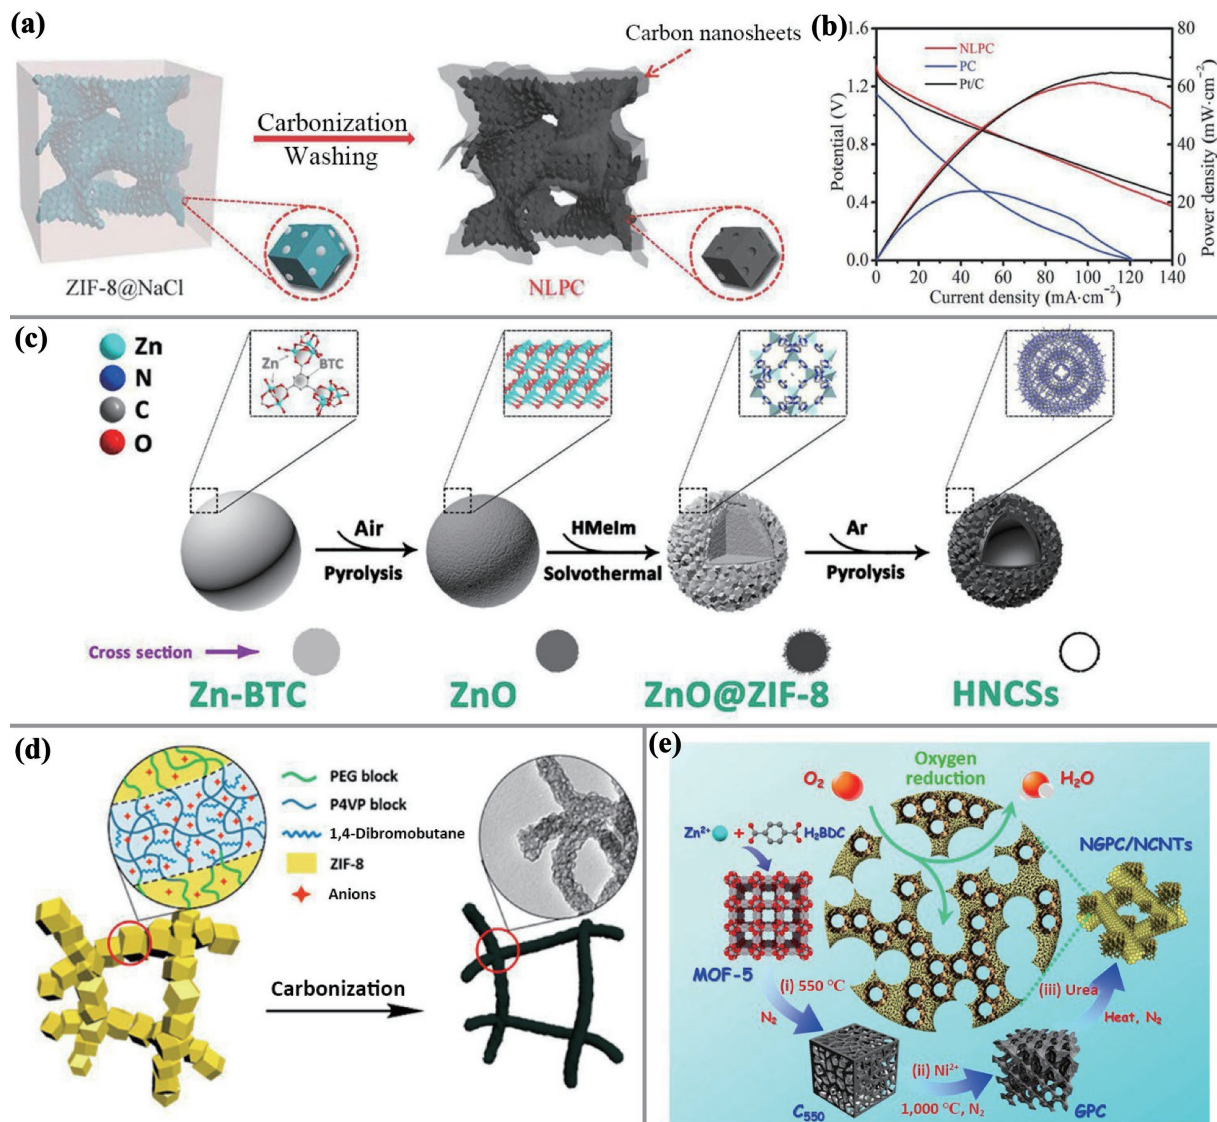 (a)
Carbon nanosheets
Carbonization
Washing
ZIF-8@NaCl
NLPC
(b)
NLPC
PC
Pt/C
1.6
1.2
0.8
0.4
0.0
Potential (V)
80
60
40
20
0
Power density (mW·cm−2)
0 20 40 60 80 100 120 140
Current density (mA·cm−2)
(c)
Zn
N
C
O
Zn
BTC
Air
Pyrolysis
HMeIm
Solvothermal
Ar
Pyrolysis
Cross section
Zn-BTC
ZnO
ZnO@ZIF-8
HNCSs
(d)
PEG block
P4VP block
1,4-Dibromobutane
ZIF-8
Anions
Carbonization
(e)
Oxygen
reduction
O2
H2O
Zn2+ + H2BDC
NGPC/NCNTs
MOF-5
(i) 550 °C
N2
(iii) Urea
Heat, N2
(ii) Ni2+
1,000 °C, N2
C550
GPC